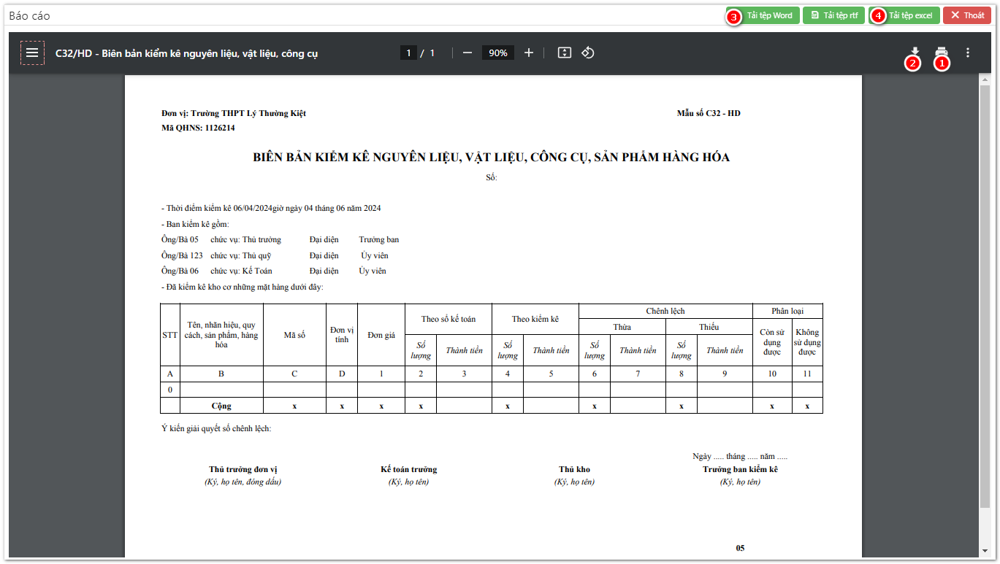 Báo cáo
3 Tải tệp Word Tải tệp rtf 4 Tải tệp excel Thoát
C32/HD - Biên bản kiểm kê nguyên liệu, vật liệu, công cụ 1 / 1 90%
2 1
Đơn vị: Trường THPT Lý Thường Kiệt Mẫu số C32 - HD
Mã QHNS: 1126214
BIÊN BẢN KIỂM KÊ NGUYÊN LIỆU, VẬT LIỆU, CÔNG CỤ, SẢN PHẨM HÀNG HÓA
Số:
- Thời điểm kiểm kê 06/04/2024giờ ngày 04 tháng 06 năm 2024
- Ban kiểm kê gồm:
Ông/Bà 05 chức vụ: Thủ trưởng Đại diện Trưởng ban
Ông/Bà 123 chức vụ: Thủ quỹ Đại diện Ủy viên
Ông/Bà 06 chức vụ: Kế Toán Đại diện Ủy viên
- Đã kiểm kê kho cơ những mặt hàng dưới đây:
STT Tên, nhãn hiệu, quy cách, sản phẩm, hàng hóa Mã số Đơn vị tính Đơn giá Theo sổ kế toán Theo kiểm kê Chênh lệch Phân loại
Thừa Thiếu Còn sử dụng được Không sử dụng được
Số lượng Thành tiền Số lượng Thành tiền Số lượng Thành tiền Số lượng Thành tiền
A B C D 1 2 3 4 5 6 7 8 9 10 11
0
Cộng x x x x x x x x x
Ý kiến giải quyết số chênh lệch:
Ngày ..... tháng ..... năm .....
Thủ trưởng đơn vị Kế toán trưởng Thủ kho Trưởng ban kiểm kê
(Ký, họ tên, đóng dấu) (Ký, họ tên) (Ký, họ tên) (Ký, họ tên)
05